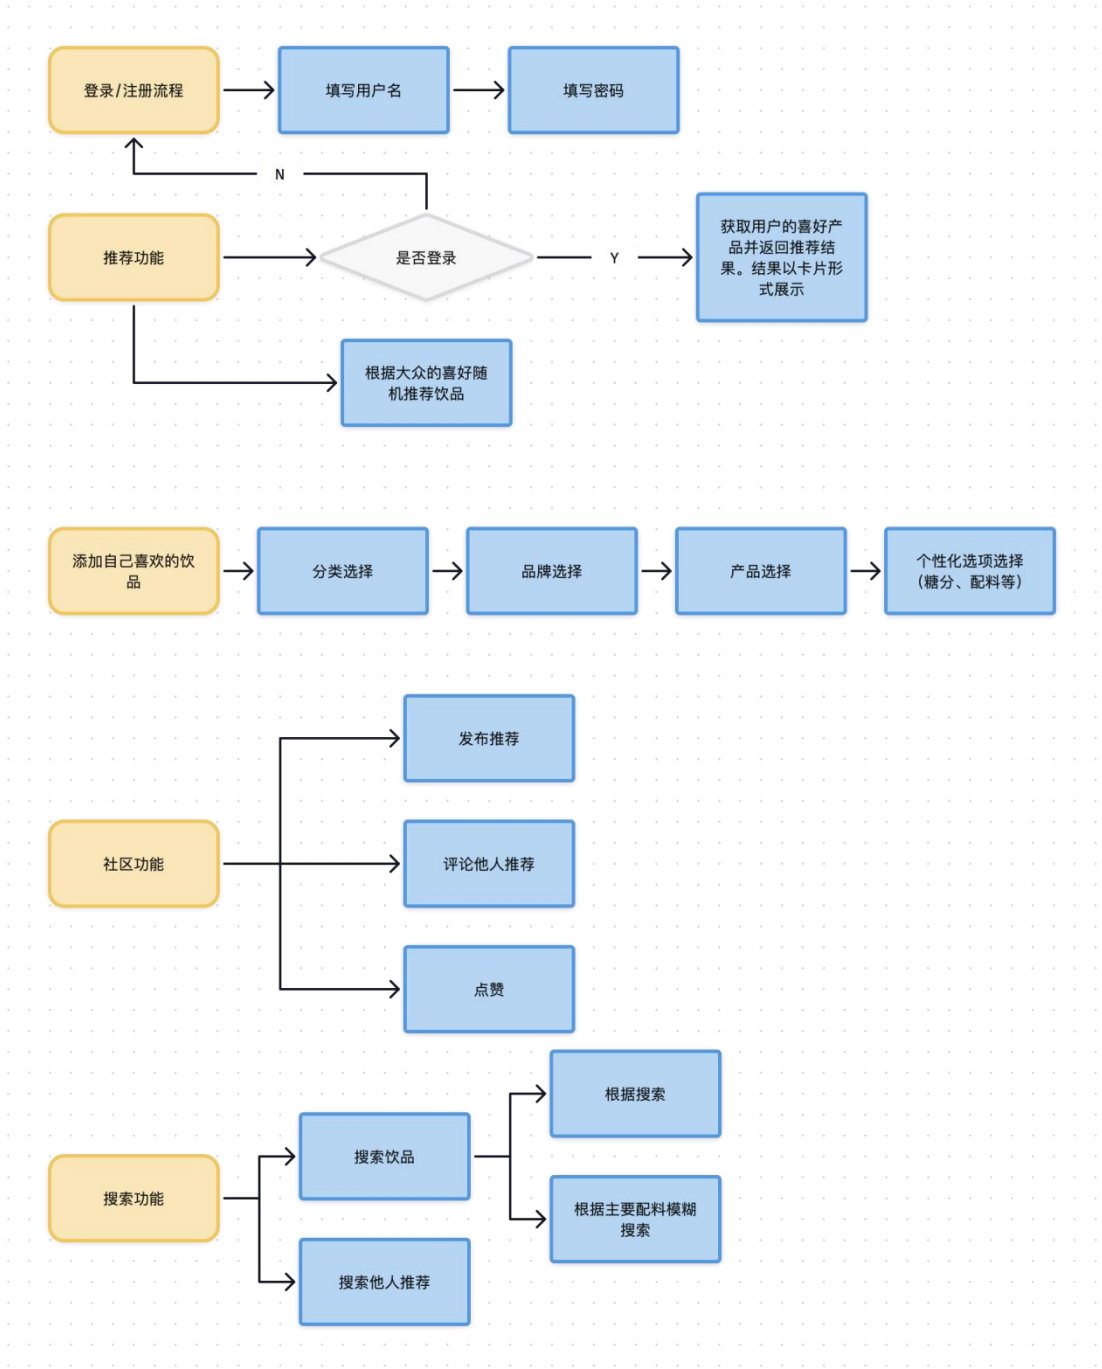 登录/注册流程
填写用户名
填写密码
N
推荐功能
是否登录
Y
获取用户的喜好产
品并返回推荐结
果。结果以卡片形
式展示
根据大众的喜好随
机推荐饮品
添加自己喜欢的饮
品
分类选择
品牌选择
产品选择
个性化选项选择
（糖分、配料等）
发布推荐
社区功能
评论他人推荐
点赞
根据搜索
搜索饮品
搜索功能
根据主要配料模糊
搜索
搜索他人推荐